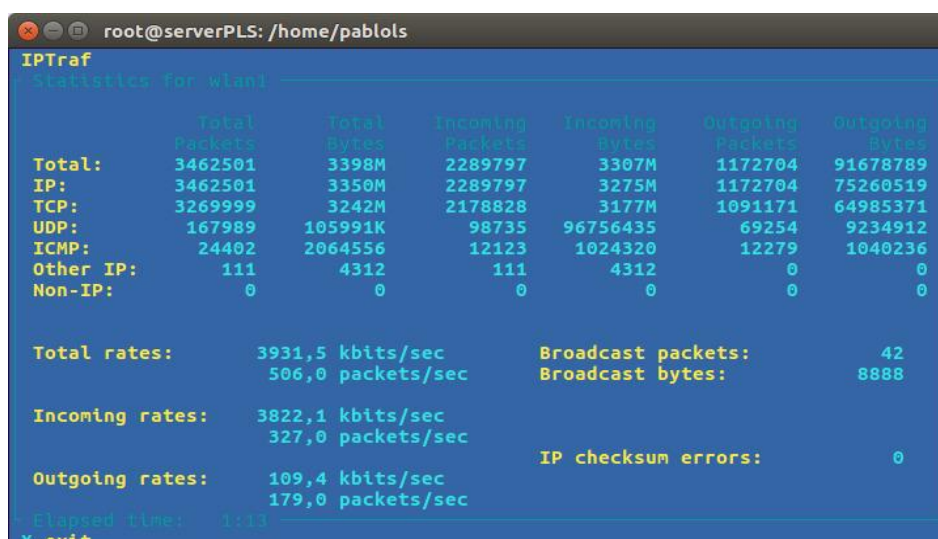 root@serverPLS: /home/pablols
IPTraf
Statistics for wlan1
Total Total Incoming Incoming Outgoing Outgoing
Packets Bytes Packets Bytes Packets Bytes
Total: 3462501 3398M 2289797 3307M 1172704 91678789
IP: 3462501 3350M 2289797 3275M 1172704 75260519
TCP: 3269999 3242M 2178828 3177M 1091171 64985371
UDP: 167989 105991K 98735 96756435 69254 9234912
ICMP: 24402 2064556 12123 1024320 12279 1040236
Other IP: 111 4312 111 4312 0 0
Non-IP: 0 0 0 0 0 0
Total rates: 3931,5 kbits/sec Broadcast packets: 42
506,0 packets/sec Broadcast bytes: 8888
Incoming rates: 3822,1 kbits/sec
327,0 packets/sec
IP checksum errors: 0
Outgoing rates: 109,4 kbits/sec
179,0 packets/sec
Elapsed time: 1:13
X-exit